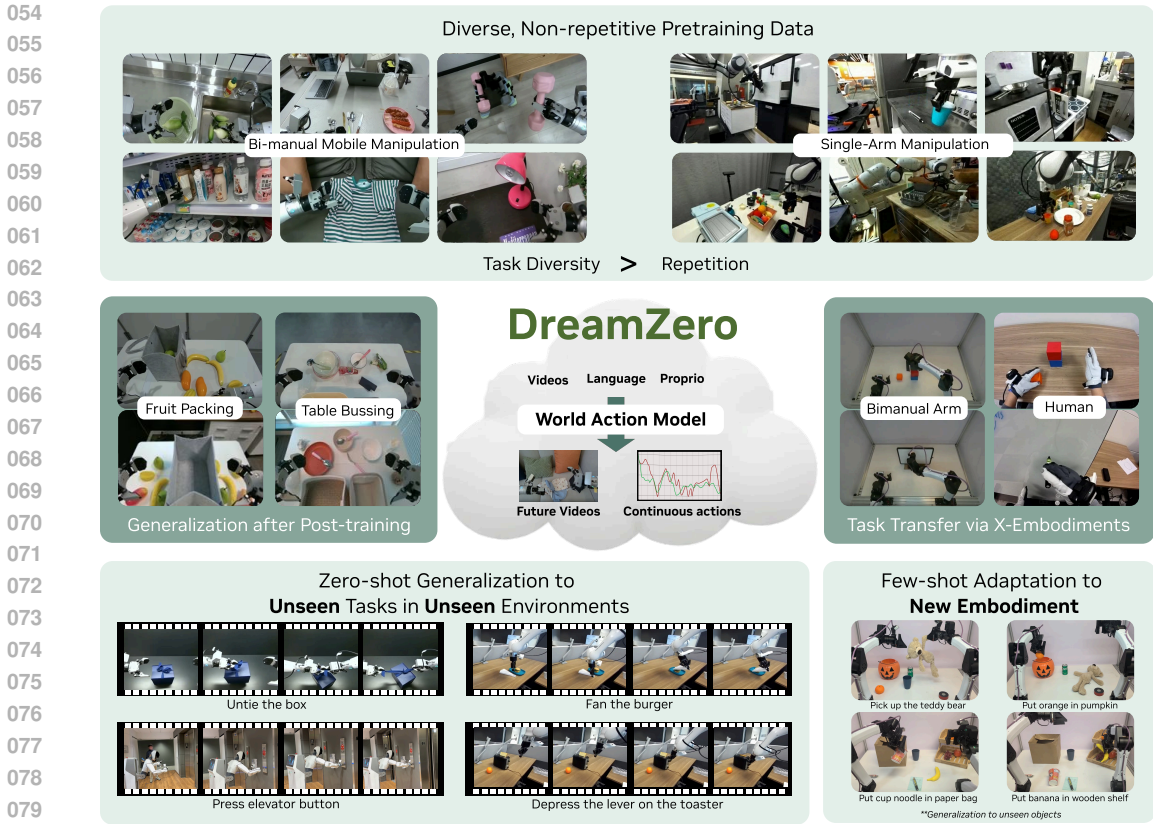 054
055
056
057
058
059
060
061
062
063
064
065
066
067
068
069
070
071
072
073
074
075
076
077
078
079
Diverse, Non-repetitive Pretraining Data
Bi-manual Mobile Manipulation
Single-Arm Manipulation
Task Diversity > Repetition
Fruit Packing
Table Bussing
Generalization after Post-training
DreamZero
Videos Language Proprio
World Action Model
Future Videos
Continuous actions
Bimanual Arm
Human
Task Transfer via X-Embodiments
Zero-shot Generalization to
Unseen Tasks in Unseen Environments
Untie the box
Fan the burger
Press elevator button
Depress the lever on the toaster
Few-shot Adaptation to
New Embodiment
Pick up the teddy bear
Put orange in pumpkin
Put cup noodle in paper bag
Put banana in wooden shelf
**Generalization to unseen objects